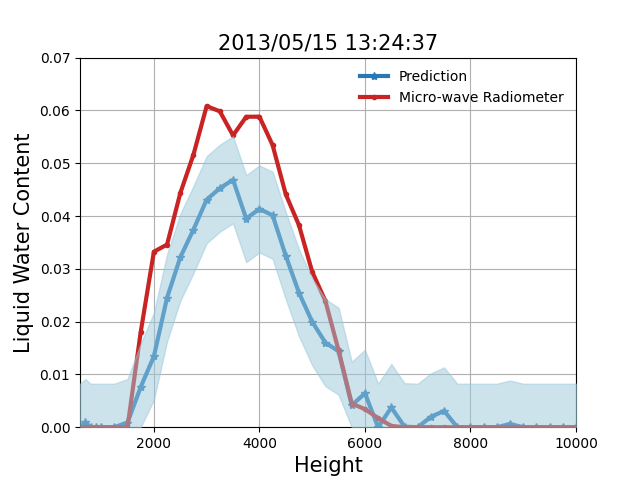 2013/05/15 13:24:37
Prediction
Micro-wave Radiometer
Liquid Water Content
0.07
0.06
0.05
0.04
0.03
0.02
0.01
0.00
2000 4000 6000 8000 10000
Height